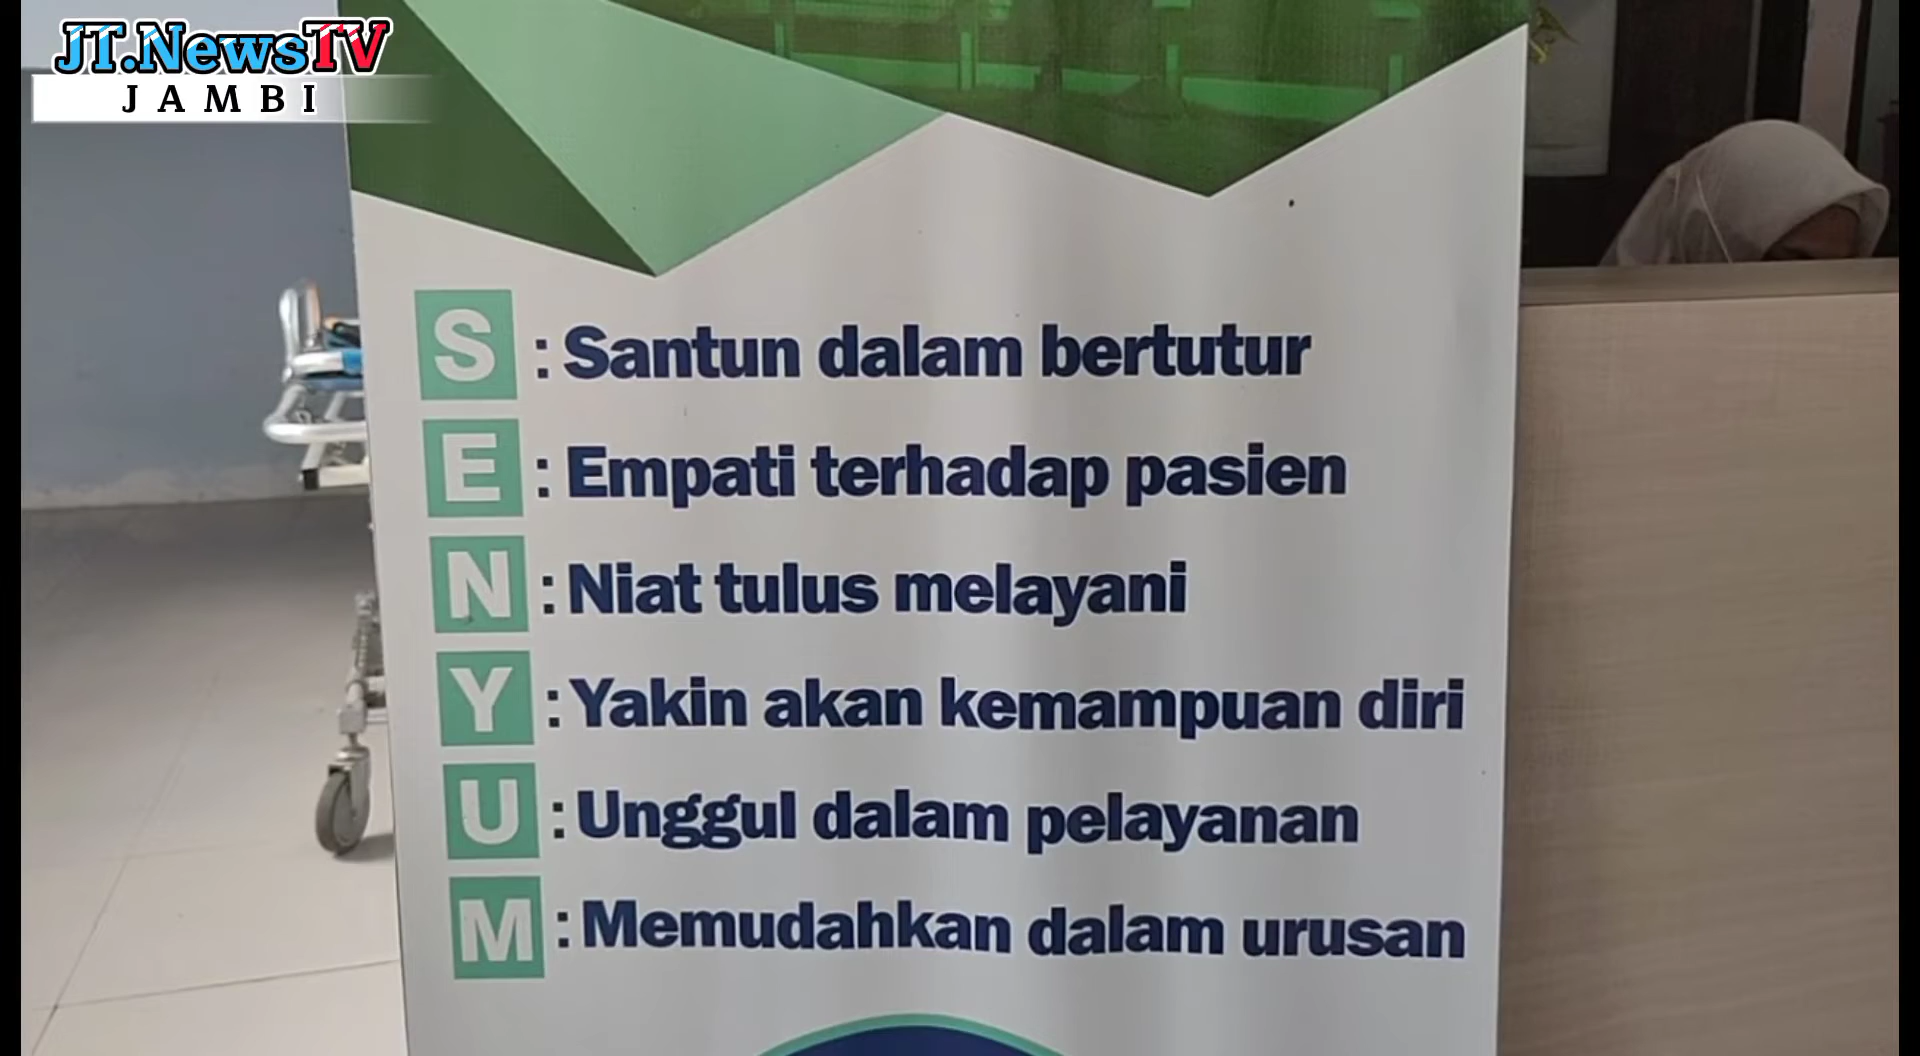 JT.NewsTV
JAMBI
S : Santun dalam bertutur
E : Empati terhadap pasien
N : Niat tulus melayani
Y : Yakin akan kemampuan diri
U : Unggul dalam pelayanan
M : Memudahkan dalam urusan